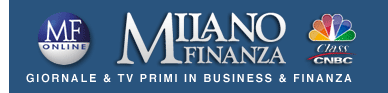 MF
ONLINE
MILANO
FINANZA
Class
CNBC
GIORNALE & TV PRIMI IN BUSINESS & FINANZA